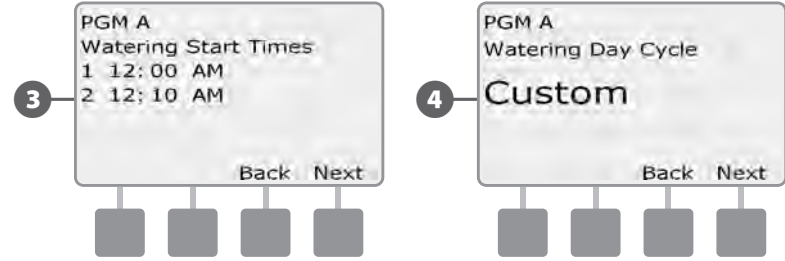 PGM A
Watering Start Times
1 12:00 AM
2 12:10 AM
Back Next
3
PGM A
Watering Day Cycle
Custom
Back Next
4